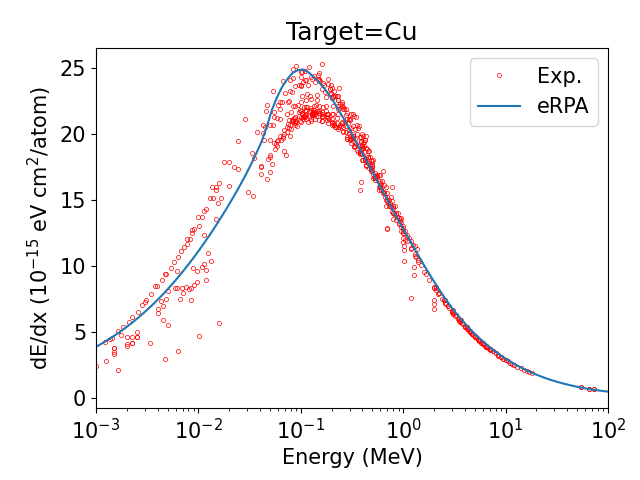 Target=Cu
dE/dx (10⁻¹⁵ eV cm²/atom)
25
20
15
10
5
0
Exp.
eRPA
10⁻³ 10⁻² 10⁻¹ 10⁰ 10¹ 10²
Energy (MeV)